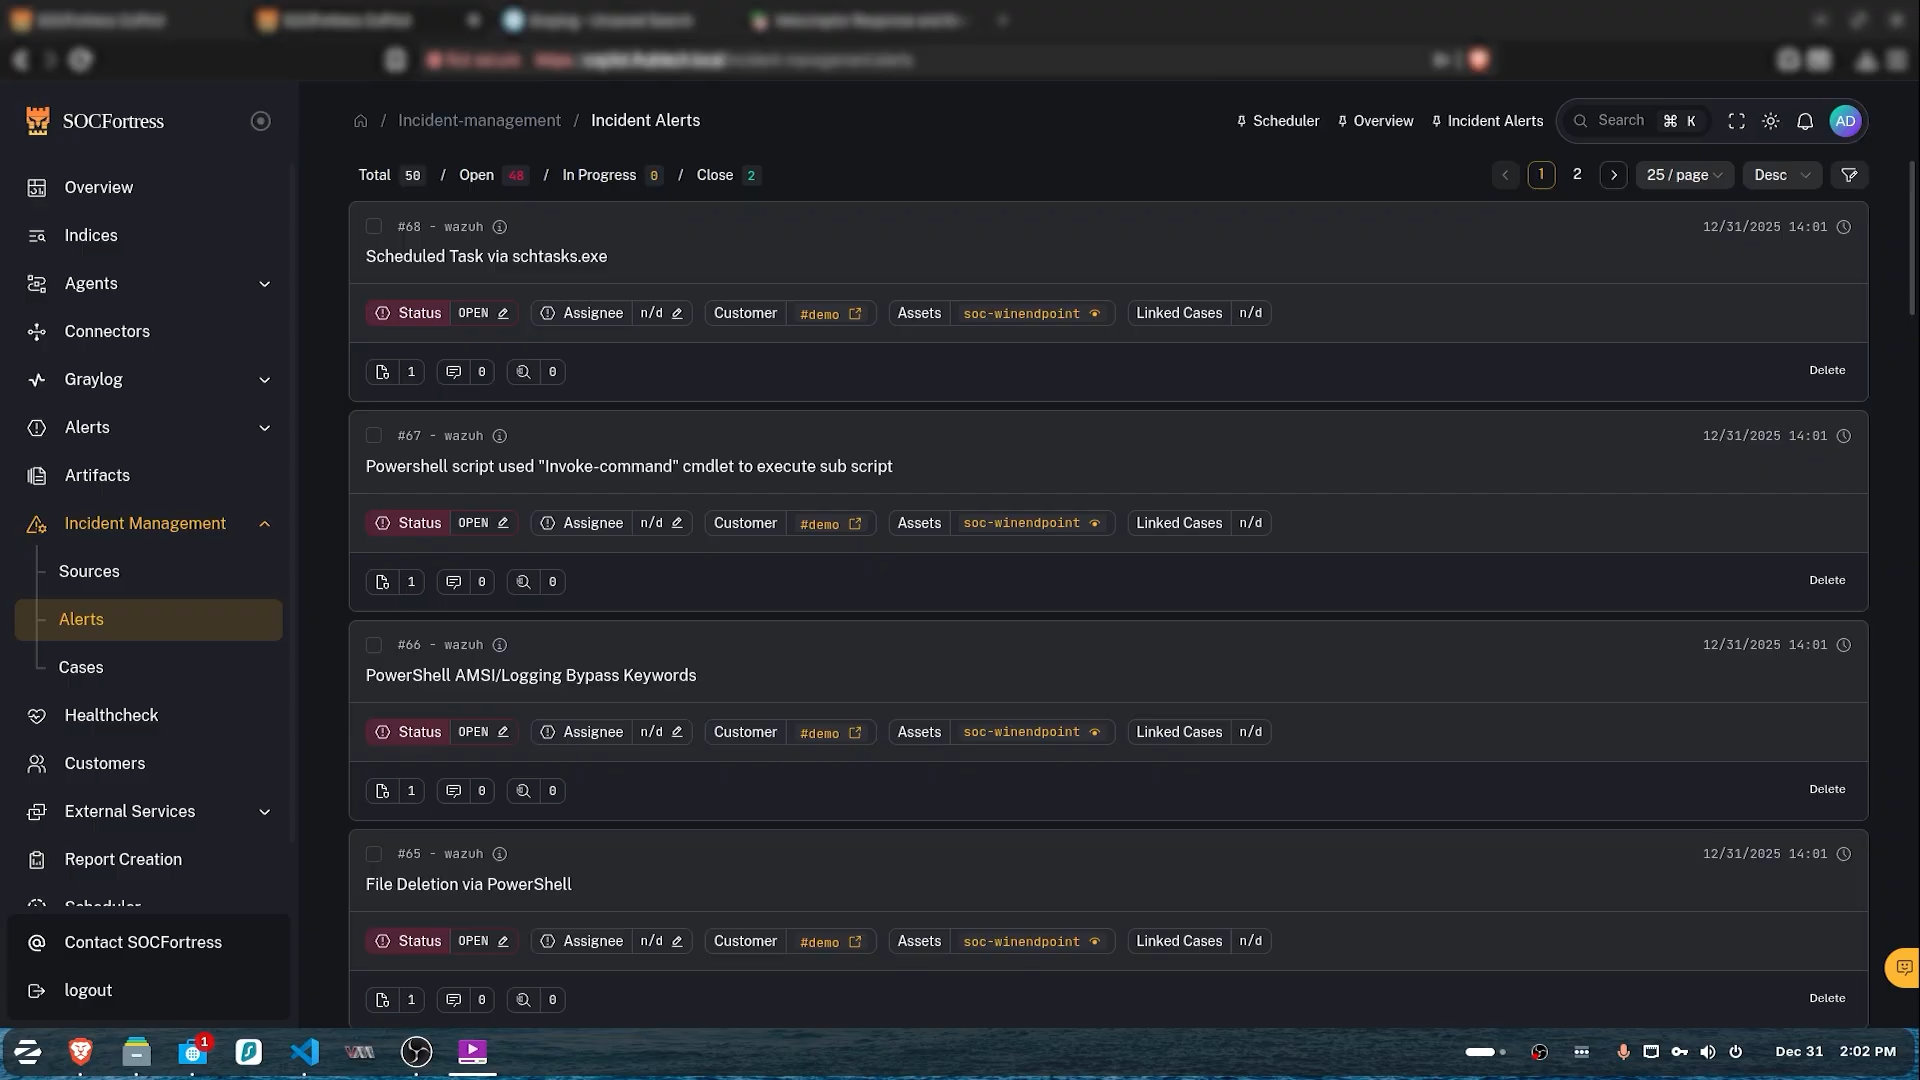 SOCFortress
Overview
Indices
Agents
Connectors
Graylog
Alerts
Artifacts
Incident Management
Sources
Alerts
Cases
Healthcheck
Customers
External Services
Report Creation
Scheduler
Contact SOCFortress
logout
/ Incident-management / Incident Alerts
Scheduler Overview Incident Alerts Search ⌘ K AD
Total 50 / Open 48 / In Progress 0 / Close 2
1 2 25 / page Desc
#68 - wazuh 12/31/2025 14:01
Scheduled Task via schtasks.exe
Status OPEN Assignee n/d Customer #demo Assets soc-winendpoint Linked Cases n/d
1 0 0 Delete
#67 - wazuh 12/31/2025 14:01
Powershell script used "Invoke-command" cmdlet to execute sub script
Status OPEN Assignee n/d Customer #demo Assets soc-winendpoint Linked Cases n/d
1 0 0 Delete
#66 - wazuh 12/31/2025 14:01
PowerShell AMSI/Logging Bypass Keywords
Status OPEN Assignee n/d Customer #demo Assets soc-winendpoint Linked Cases n/d
1 0 0 Delete
#65 - wazuh 12/31/2025 14:01
File Deletion via PowerShell
Status OPEN Assignee n/d Customer #demo Assets soc-winendpoint Linked Cases n/d
1 0 0 Delete
1 Dec 31 2:02 PM